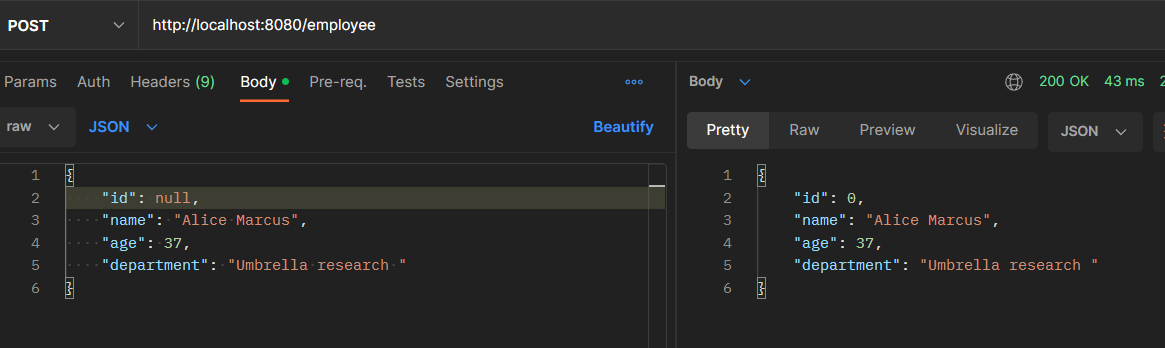 POST http://localhost:8080/employee
Params Auth Headers (9) Body Pre-req. Tests Settings
raw JSON Beautify
1 {
2 "id": null,
3 "name": "Alice Marcus",
4 "age": 37,
5 "department": "Umbrella research "
6 }
Body 200 OK 43 ms 2
Pretty Raw Preview Visualize JSON
1 {
2 "id": 0,
3 "name": "Alice Marcus",
4 "age": 37,
5 "department": "Umbrella research "
6 }